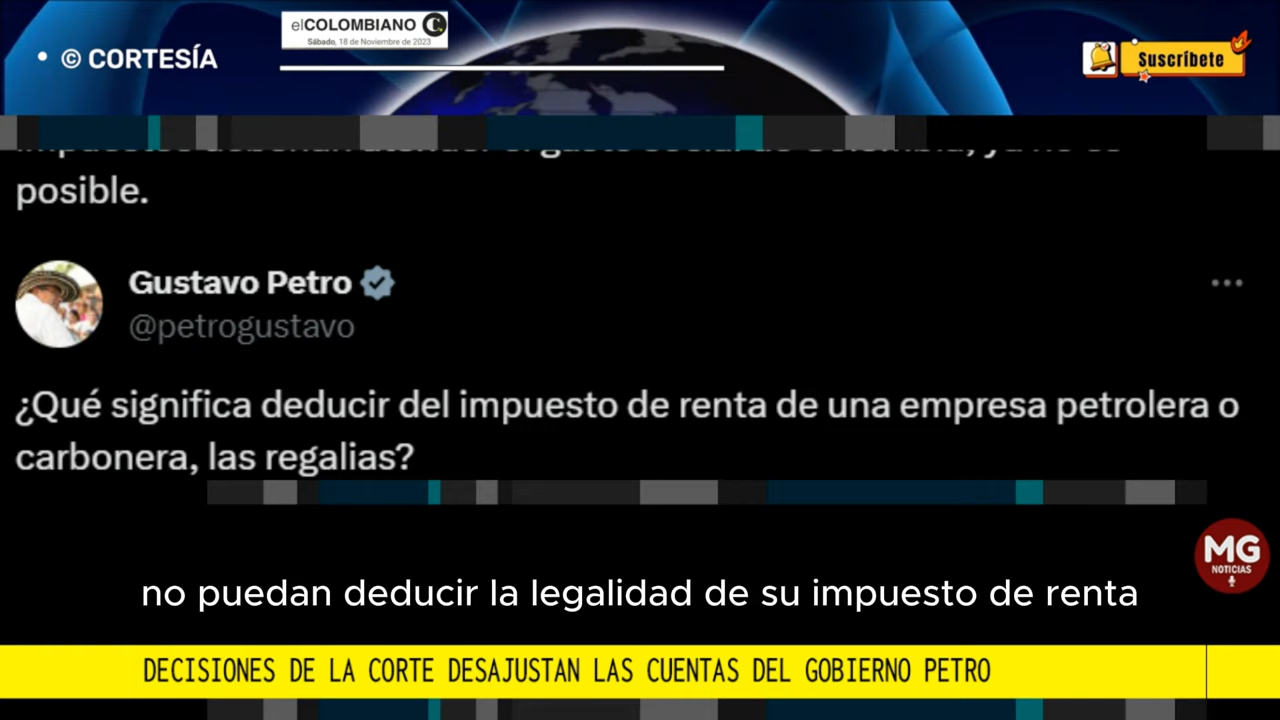 elCOLOMBIANO
Sábado, 18 de Noviembre de 2023
• © CORTESÍA
Suscríbete
posible.
Gustavo Petro
@petrogustavo
¿Qué significa deducir del impuesto de renta de una empresa petrolera o
carbonera, las regalias?
MG
NOTICIAS
no puedan deducir la legalidad de su impuesto de renta
DECISIONES DE LA CORTE DESAJUSTAN LAS CUENTAS DEL GOBIERNO PETRO